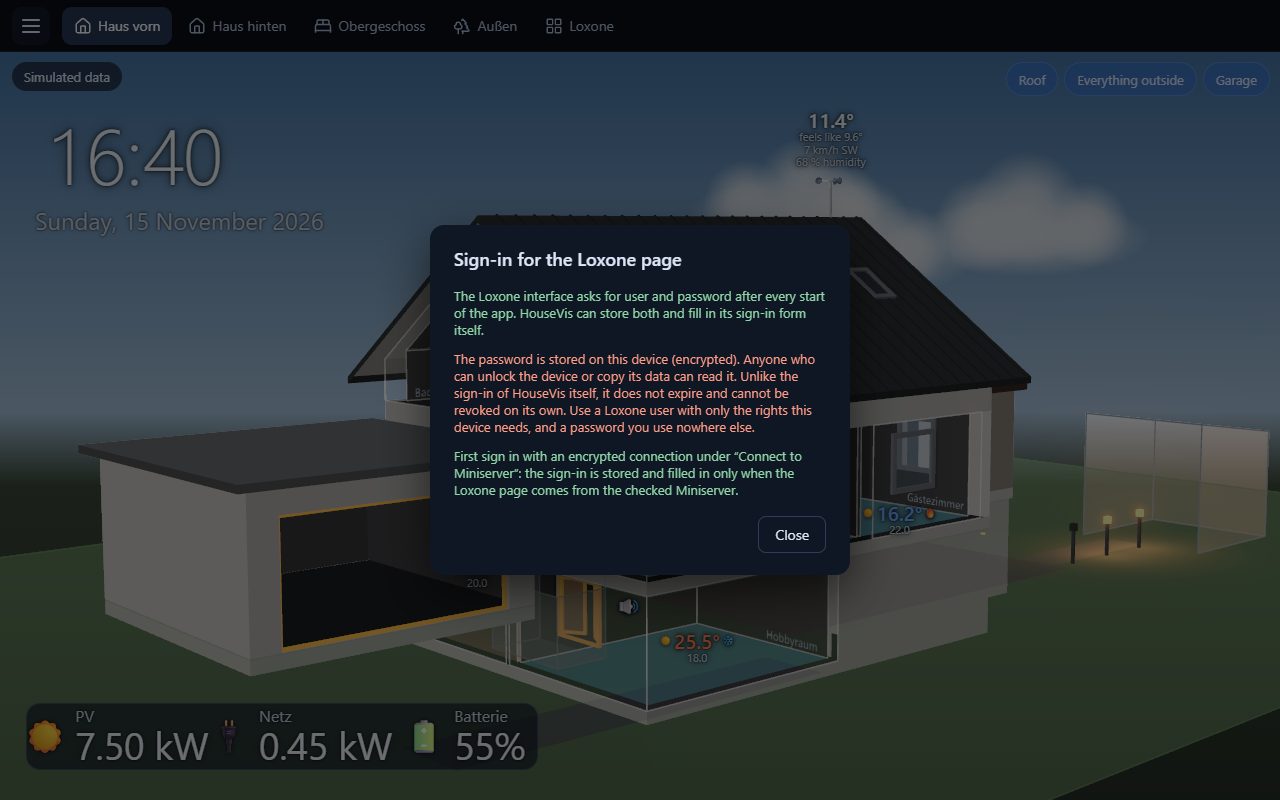 Haus vorn
Haus hinten
Obergeschoss
Außen
Loxone
Simulated data
Roof
Everything outside
Garage
16:40
Sunday, 15 November 2026
11.4°
feels like 9.6°
7 km/h SW
68 % humidity
Sign-in for the Loxone page
The Loxone interface asks for user and password after every start
of the app. HouseVis can store both and fill in its sign-in form
itself.
The password is stored on this device (encrypted). Anyone who
can unlock the device or copy its data can read it. Unlike the
sign-in of HouseVis itself, it does not expire and cannot be
revoked on its own. Use a Loxone user with only the rights this
device needs, and a password you use nowhere else.
First sign in with an encrypted connection under “Connect to
Miniserver”: the sign-in is stored and filled in only when the
Loxone page comes from the checked Miniserver.
Close
Gästezimmer
16.2°
22.0
20.0
Hobbyraum
25.5°
18.0
PV
7.50 kW
Netz
0.45 kW
Batterie
55%